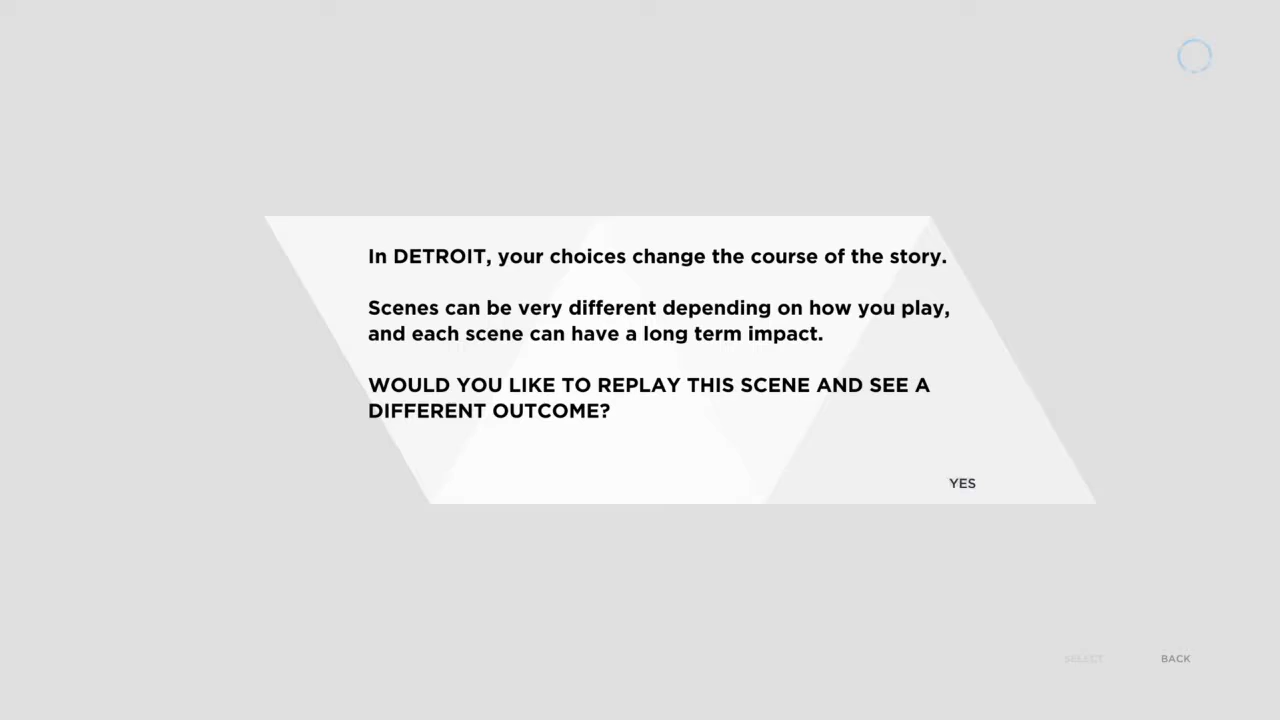 In DETROIT, your choices change the course of the story.
Scenes can be very different depending on how you play,
and each scene can have a long term impact.
WOULD YOU LIKE TO REPLAY THIS SCENE AND SEE A
DIFFERENT OUTCOME?
YES
SELECT BACK